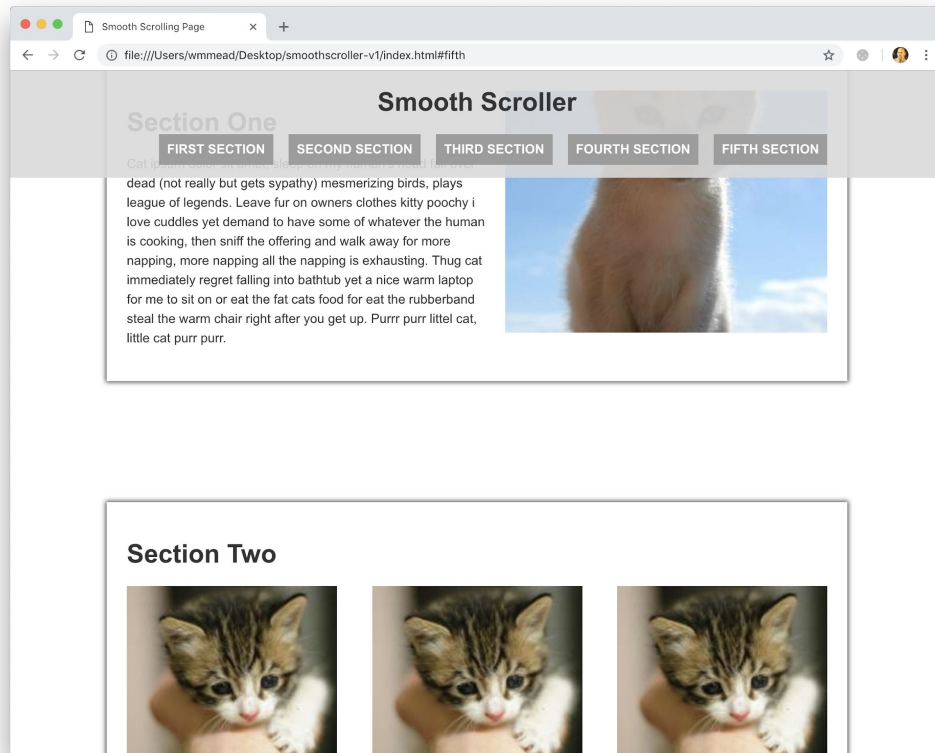 Smooth Scrolling Page
file:///Users/wmmead/Desktop/smoothscroller-v1/index.html#fifth
Smooth Scroller
FIRST SECTION
SECOND SECTION
THIRD SECTION
FOURTH SECTION
FIFTH SECTION
Section One
Cat ipsum
dead (not really but gets sypathy) mesmerizing birds, plays
league of legends. Leave fur on owners clothes kitty poochy i
love cuddles yet demand to have some of whatever the human
is cooking, then sniff the offering and walk away for more
napping, more napping all the napping is exhausting. Thug cat
immediately regret falling into bathtub yet a nice warm laptop
for me to sit on or eat the fat cats food for eat the rubberband
steal the warm chair right after you get up. Purrr purr littel cat,
little cat purr purr.
Section Two